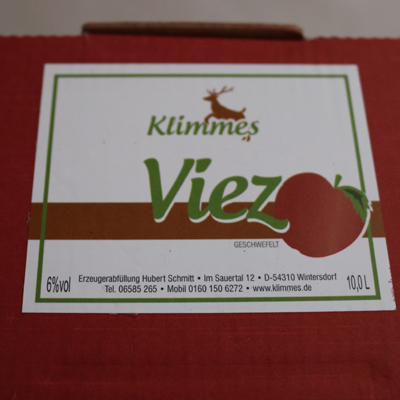 Klimmes
Viez
GESCHWEFELT
6%vol
Erzeugerabfüllung Hubert Schmitt • Im Sauertal 12 • D-54310 Wintersdorf
Tel. 06585 265 • Mobil 0160 150 6272 • www.klimmes.de
10,0 L